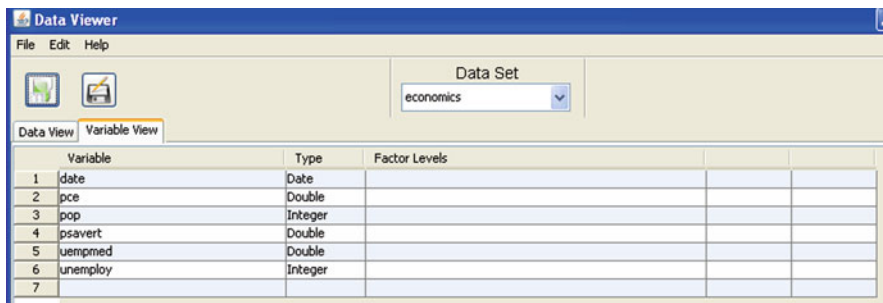 Data Viewer
File Edit Help
Data Set
economics
Data View Variable View
Variable Type Factor Levels
1 date Date
2 pce Double
3 pop Integer
4 psavert Double
5 uempmed Double
6 unemploy Integer
7